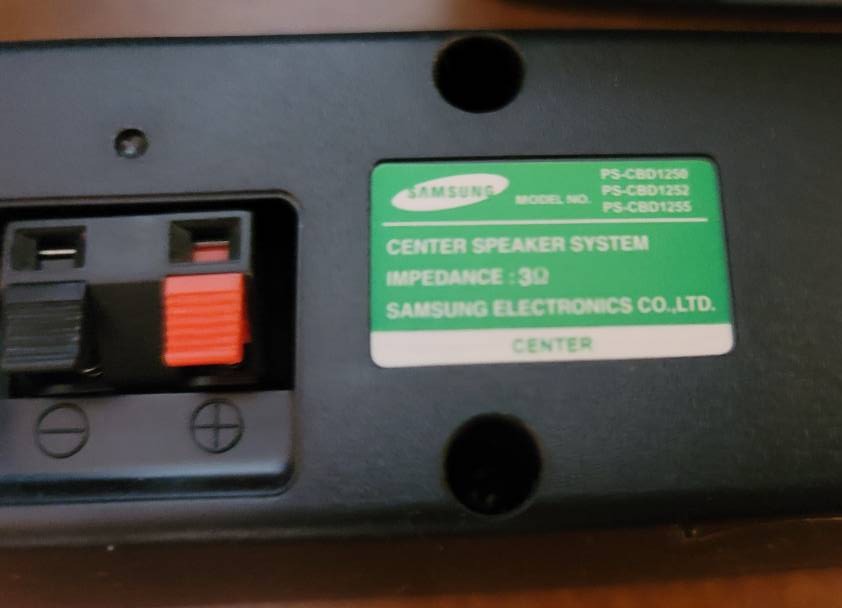 SAMSUNG
MODEL NO.
PS-CBD1250
PS-CBD1252
PS-CBD1255
CENTER SPEAKER SYSTEM
IMPEDANCE : 3Ω
SAMSUNG ELECTRONICS CO.,LTD.
CENTER